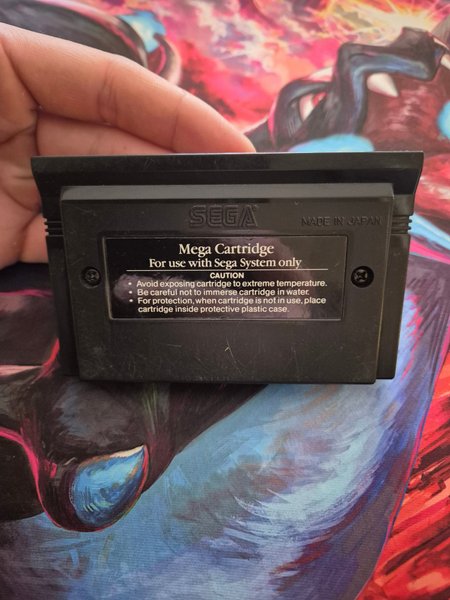 SEGA
MADE IN JAPAN
Mega Cartridge
For use with Sega System only
CAUTION
• Avoid exposing cartridge to extreme temperature.
• Be careful not to immerse cartridge in water.
• For protection, when cartridge is not in use, place
cartridge inside protective plastic case.